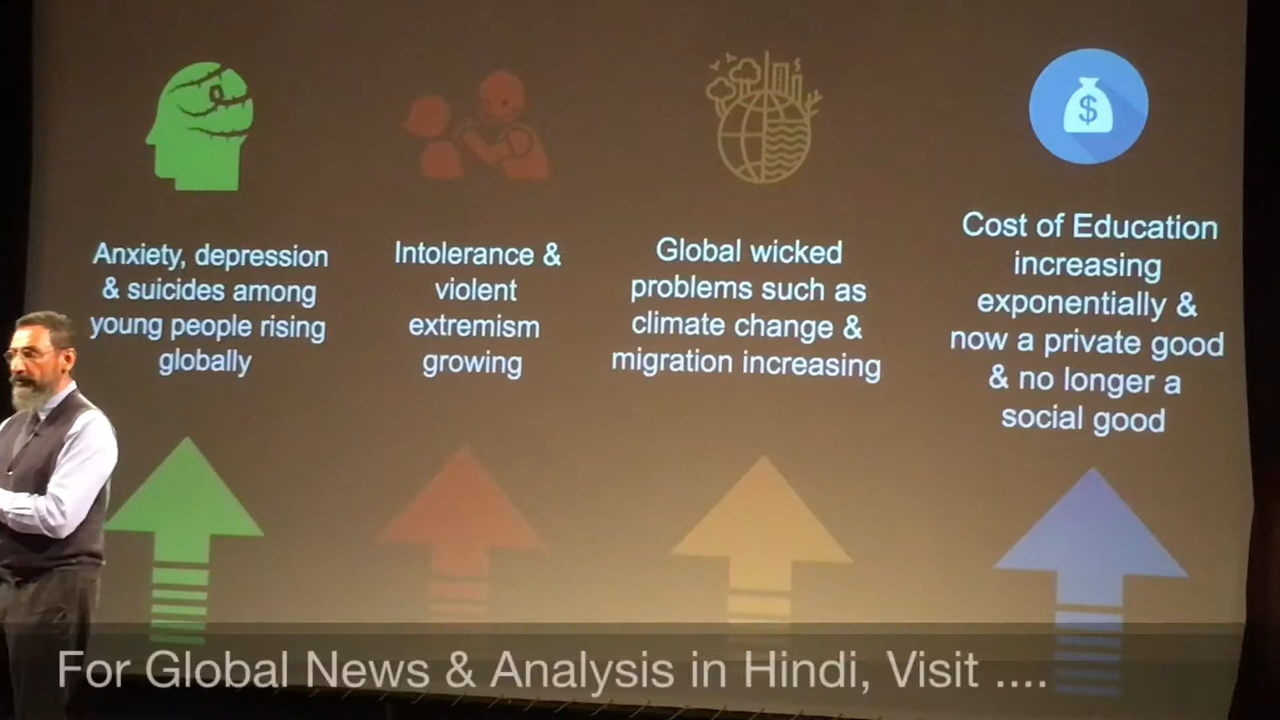 Anxiety, depression
& suicides among
young people rising
globally
Intolerance &
violent
extremism
growing
Global wicked
problems such as
climate change &
migration increasing
$
Cost of Education
increasing
exponentially &
now a private good
& no longer a
social good
For Global News & Analysis in Hindi, Visit ....